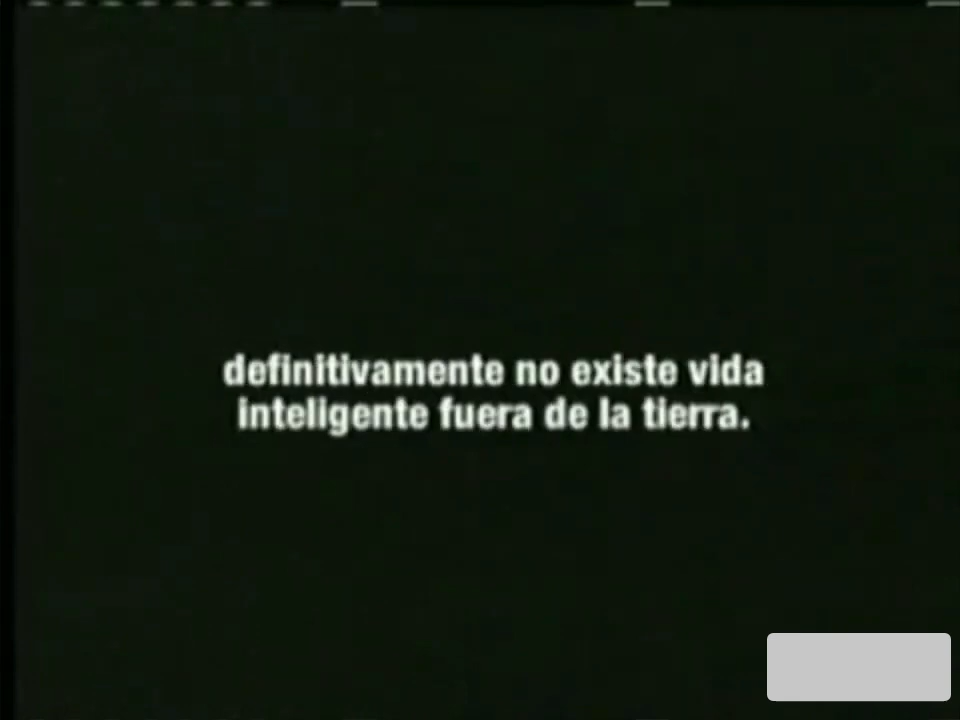 definitivamente no existe vida
inteligente fuera de la tierra.